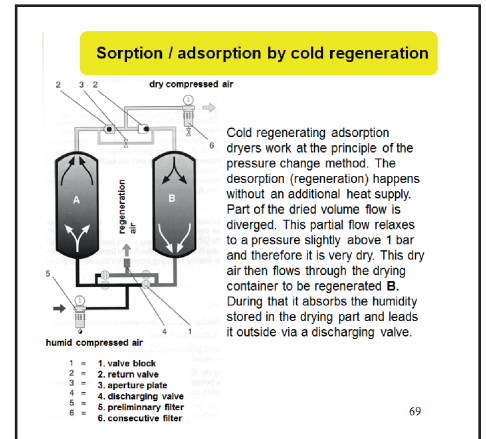 Sorption / adsorption by cold regeneration
2 3 2 dry compressed air
6
Cold regenerating adsorption
dryers work at the principle of the
pressure change method. The
desorption (regeneration) happens
without an additional heat supply.
Part of the dried volume flow is
diverged. This partial flow relaxes
to a pressure slightly above 1 bar
and therefore it is very dry. This dry
air then flows through the drying
container to be regenerated B.
During that it absorbs the humidity
stored in the drying part and leads
it outside via a discharging valve.
A
B
regeneration
air
5
4
1
humid compressed air
1 = 1. valve block
2 = 2. return valve
3 = 3. aperture plate
4 = 4. discharging valve
5 = 5. preliminnary filter
6 = 6. consecutive filter
69